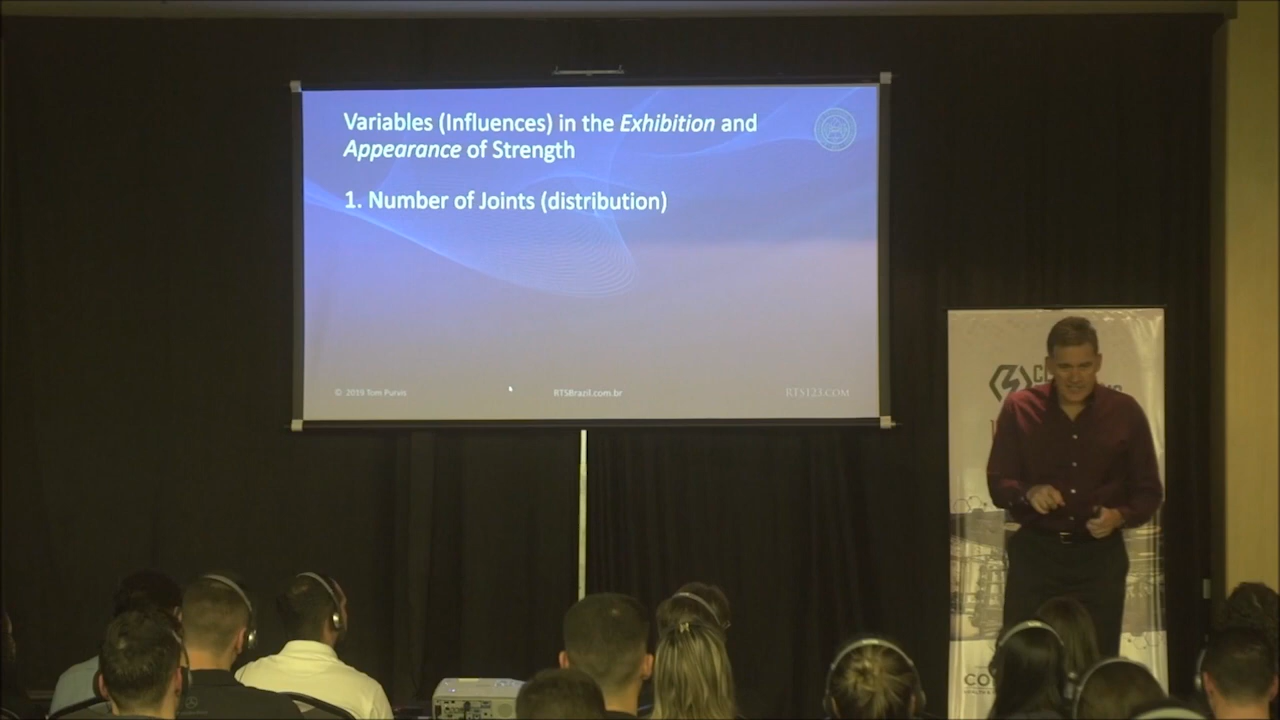 Variables (Influences) in the Exhibition and
Appearance of Strength
1. Number of Joints (distribution)
© 2019 Tom Purvis
RTSBrazil.com.br
RTS123.COM